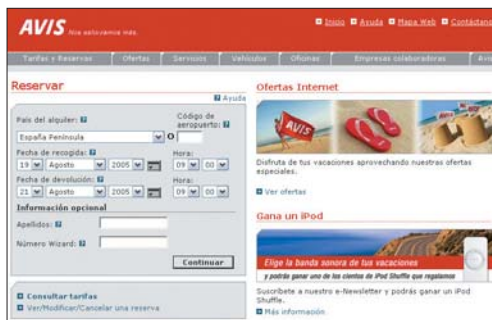 AVIS Nos esforzamos más.
Inicio Ayuda Mapa Web
Tarifas y Reservas Ofertas Servicios Vehículos Oficinas Empresas colaboradoras
Reservar
Ayuda
País del alquiler:
Código de aeropuerto:
España Península O
Fecha de recogida: Hora:
19 Agosto 2005 09 00
Fecha de devolución: Hora:
21 Agosto 2005 09 00
Información opcional
Apellidos:
Número Wizard:
Continuar
Consultar tarifas
Ver/Modificar/Cancelar una reserva
Ofertas Internet
AVIS
Disfruta de tus vacaciones aprovechando nuestras ofertas
especiales.
Ver ofertas
Gana un iPod
Elige la banda sonora de tus vacaciones
y podrás ganar uno de los cientos de iPod Shuffle que regalamos
Suscríbete a nuestro e-Newsletter y podrás ganar un iPod
Shuffle.
Más información